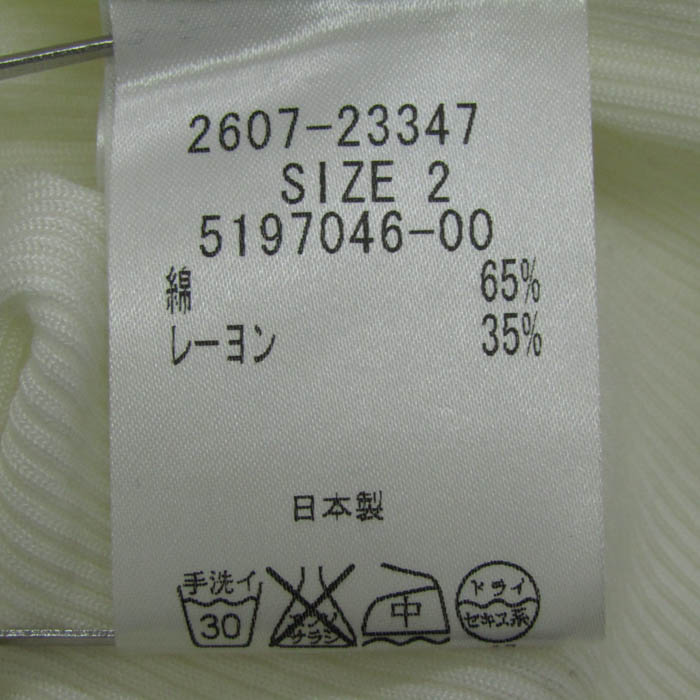 2607-23347
SIZE 2
5197046-00
綿 65%
レーヨン 35%
日本製
手洗イ 30
エンソ サラシ
中
ドライ
セキユ系